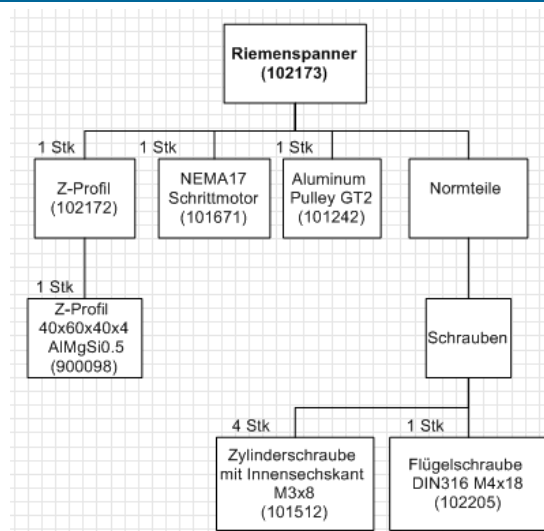 Riemenspanner
(102173)
1 Stk
1 Stk
1 Stk
Z-Profil
(102172)
NEMA17
Schrittmotor
(101671)
Aluminum
Pulley GT2
(101242)
Normteile
1 Stk
Z-Profil
40x60x40x4
AlMgSi0.5
(900098)
Schrauben
4 Stk
1 Stk
Zylinderschraube
mit Innensechskant
M3x8
(101512)
Flügelschraube
DIN316 M4x18
(102205)